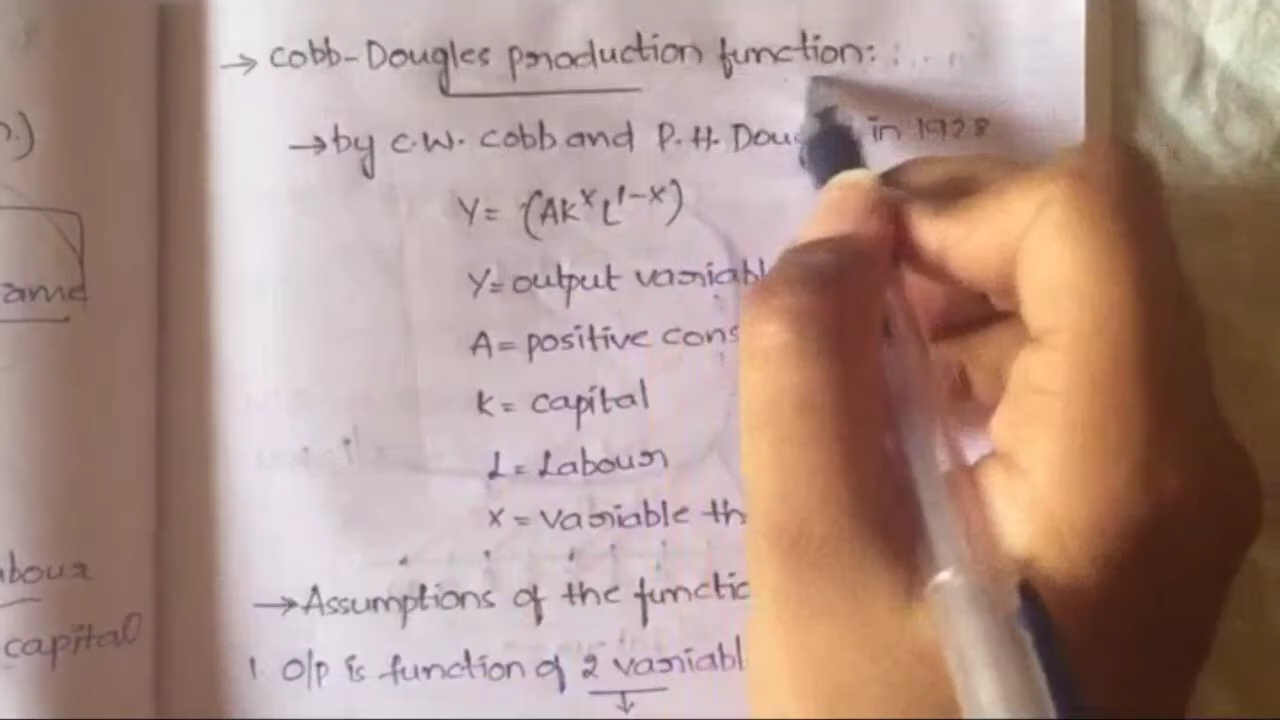 → Cobb-Dougles production function:
→ by C.W. Cobb and P.H. Dou in 1928
Y = (AK^x L^1-x)
Y = output variabl
A = positive cons
K = capital
L = Labour
x = variable th
→ Assumptions of the functio
1. O/p is function of 2 variabl
↓
.)
ame
bour
capital